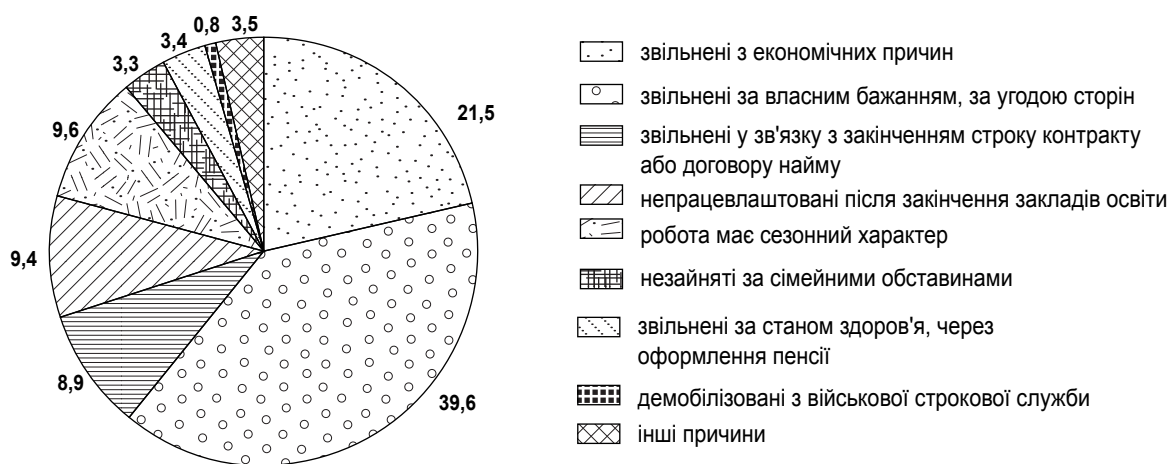 0,8
3,5
3,4
3,3
9,6
21,5
9,4
8,9
39,6
звільнені з економічних причин
звільнені за власним бажанням, за угодою сторін
звільнені у зв'язку з закінченням строку контракту
або договору найму
непрацевлаштовані після закінчення закладів освіти
робота має сезонний характер
незайняті за сімейними обставинами
звільнені за станом здоров'я, через
оформлення пенсії
демобілізовані з військової строкової служби
інші причини